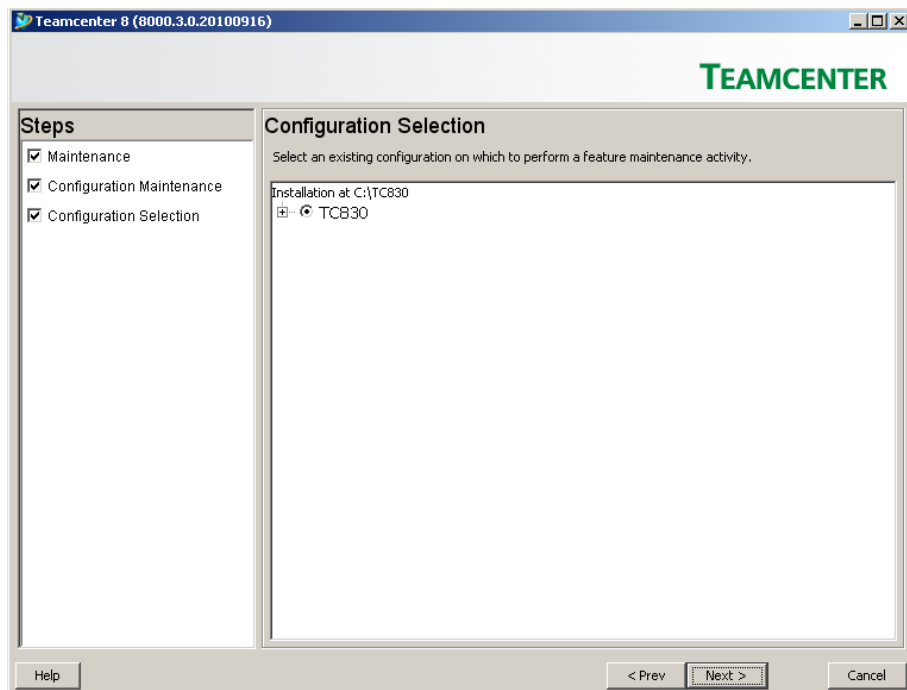 Teamcenter 8 (8000.3.0.20100916)
TEAMCENTER
Steps
Maintenance
Configuration Maintenance
Configuration Selection
Configuration Selection
Select an existing configuration on which to perform a feature maintenance activity.
Installation at C:\TC830
TC830
Help
< Prev
Next >
Cancel